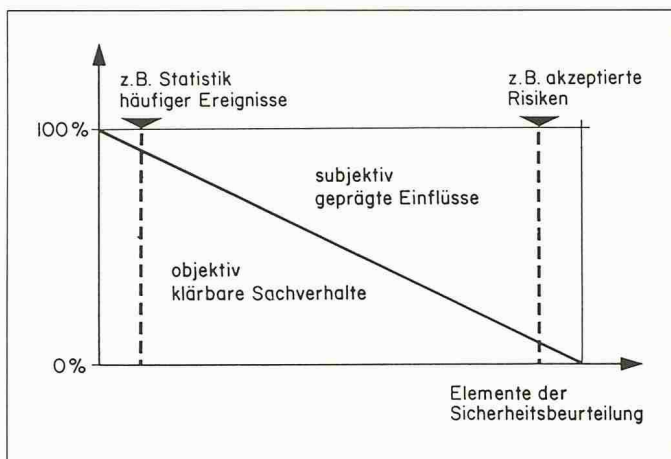 z.B. Statistik
häufiger Ereignisse
z.B. akzeptierte
Risiken
100%
subjektiv
geprägte Einflüsse
objektiv
klärbare Sachverhalte
0%
Elemente der
Sicherheitsbeurteilung